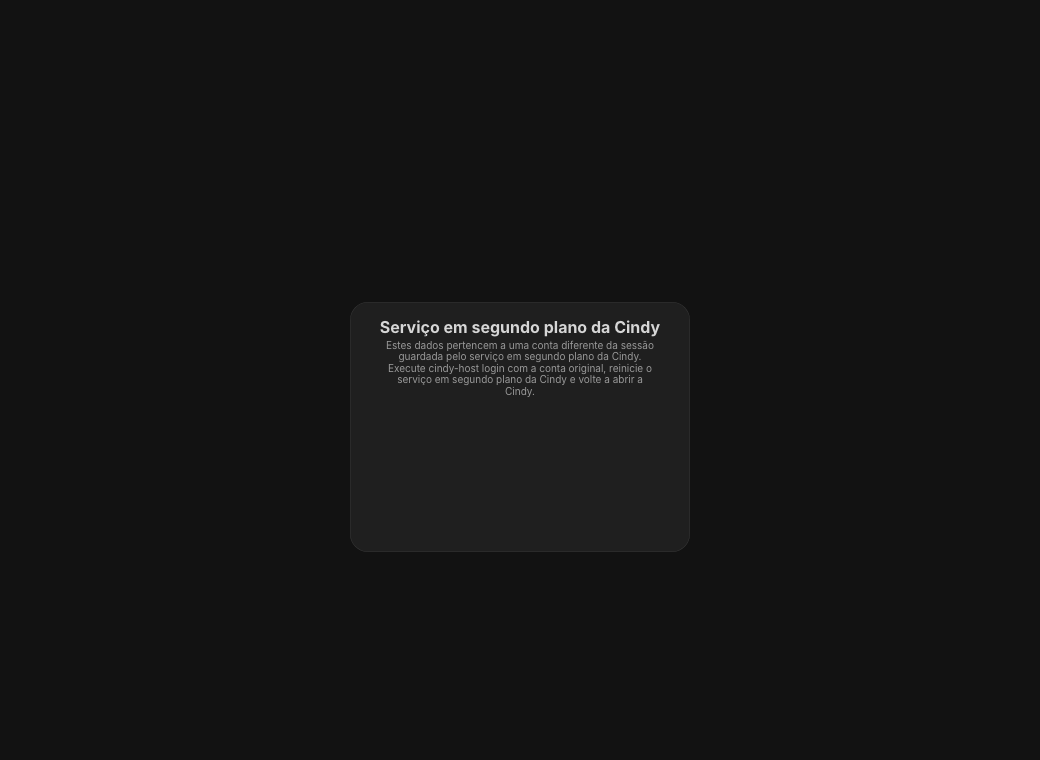 Serviço em segundo plano da Cindy
Estes dados pertencem a uma conta diferente da sessão
guardada pelo serviço em segundo plano da Cindy.
Execute cindy-host login com a conta original, reinicie o
serviço em segundo plano da Cindy e volte a abrir a
Cindy.